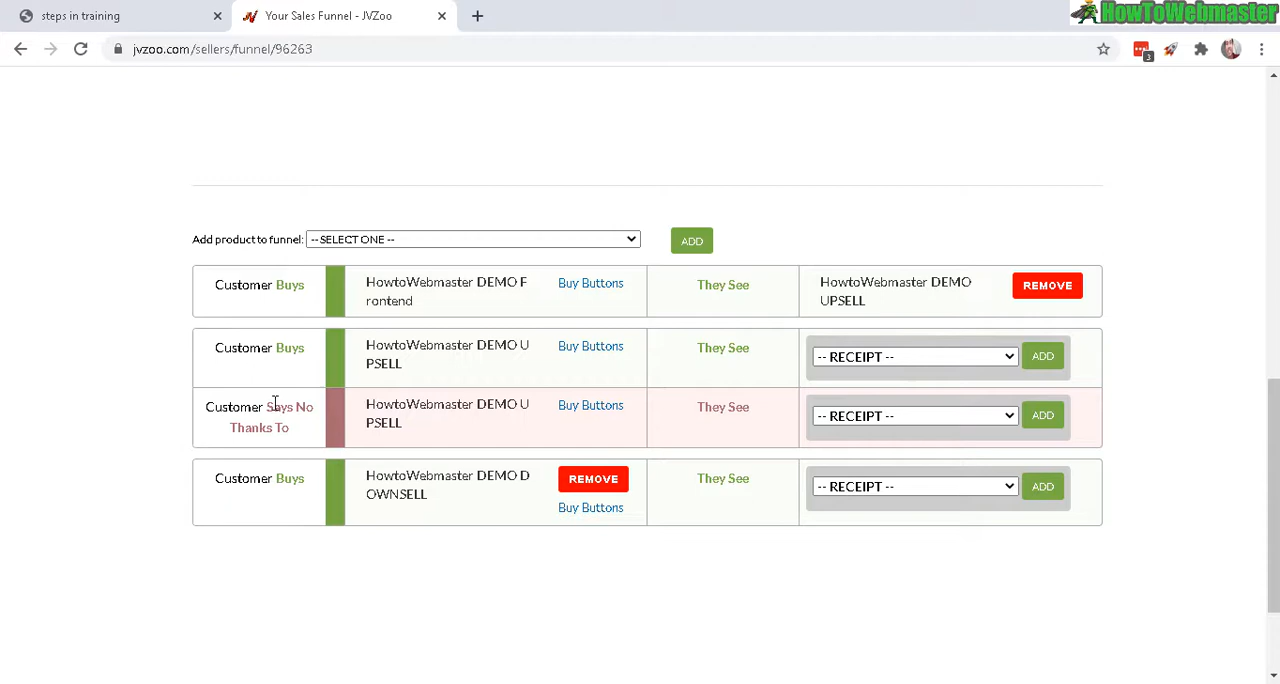 steps in training
Your Sales Funnel - JVZoo
HowToWebmaster
jvzoo.com/sellers/funnel/96263
3
Add product to funnel: -- SELECT ONE -- ADD
Customer Buys
HowtoWebmaster DEMO F
rontend
Buy Buttons
They See
HowtoWebmaster DEMO
UPSELL
REMOVE
Customer Buys
HowtoWebmaster DEMO U
PSELL
Buy Buttons
They See
-- RECEIPT -- ADD
Customer Says No
Thanks To
HowtoWebmaster DEMO U
PSELL
Buy Buttons
They See
-- RECEIPT -- ADD
Customer Buys
HowtoWebmaster DEMO D
OWNSELL
REMOVE
Buy Buttons
They See
-- RECEIPT -- ADD